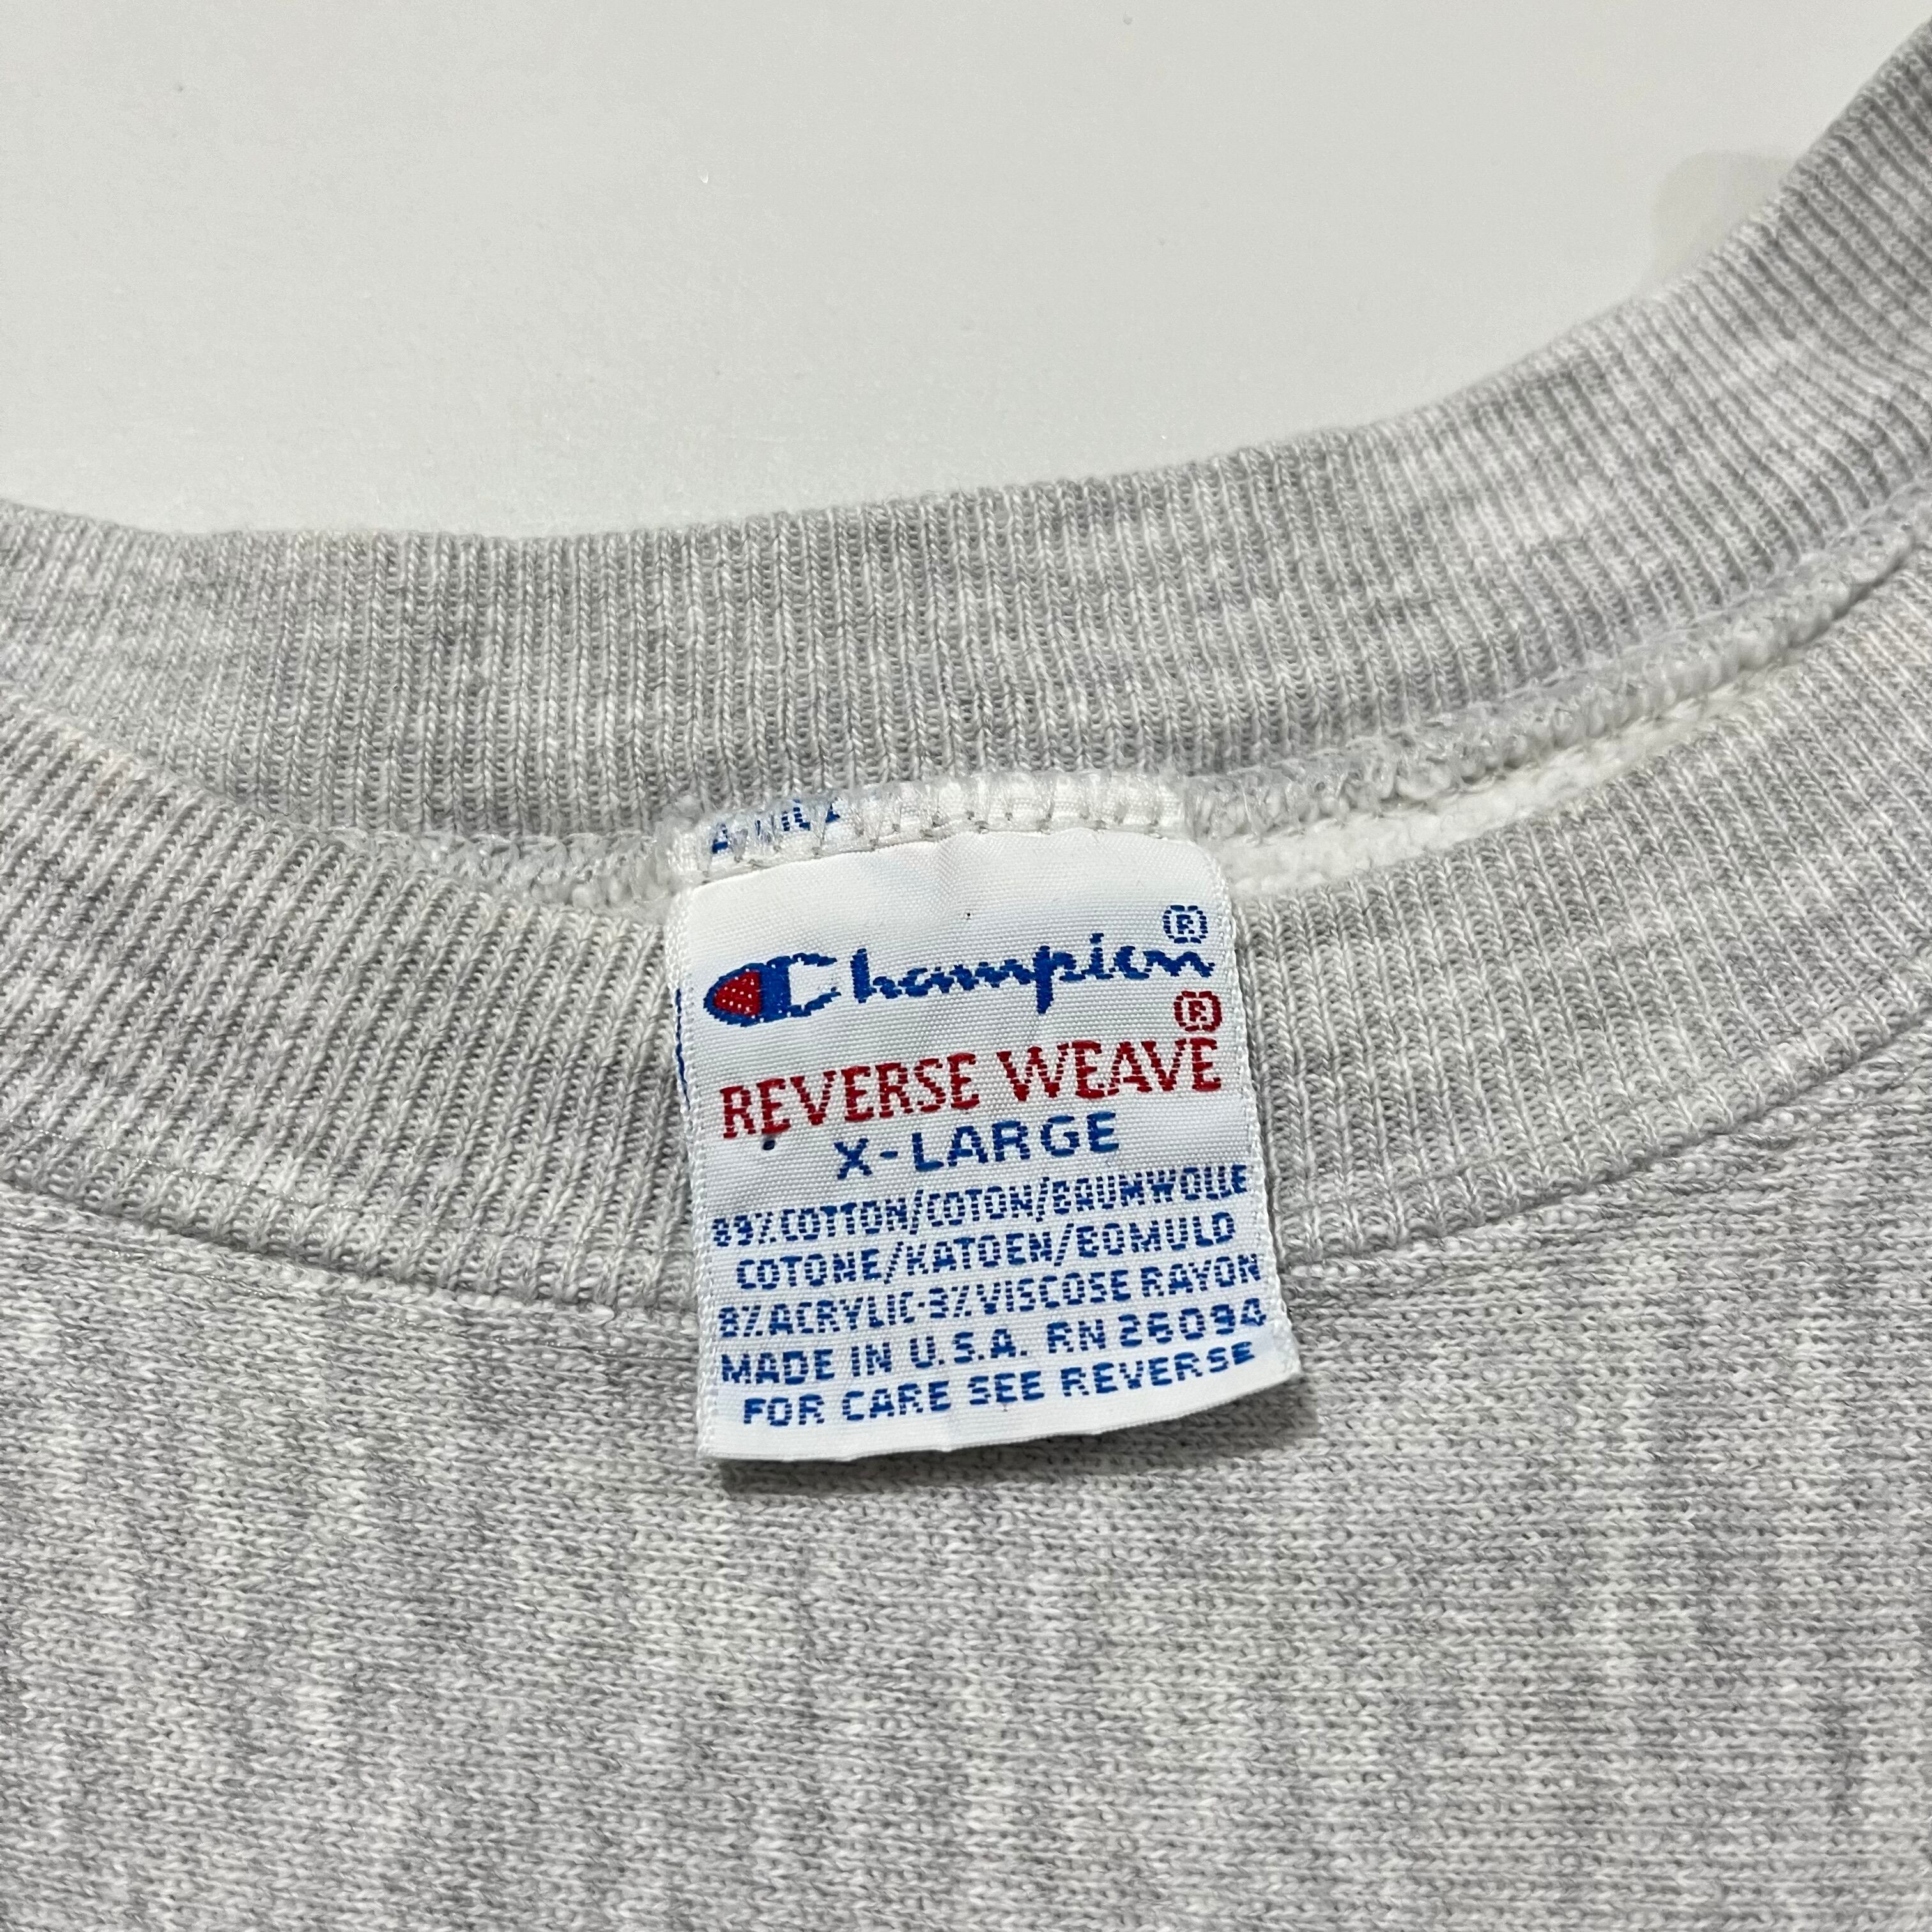 Champion®
REVERSE WEAVE®
X-LARGE
89% COTTON/COTON/BAUMWOLLE
COTONE/KATOEN/BOMULD
8% ACRYLIC-3% VISCOSE RAYON
MADE IN U.S.A. RN 26094
FOR CARE SEE REVERSE